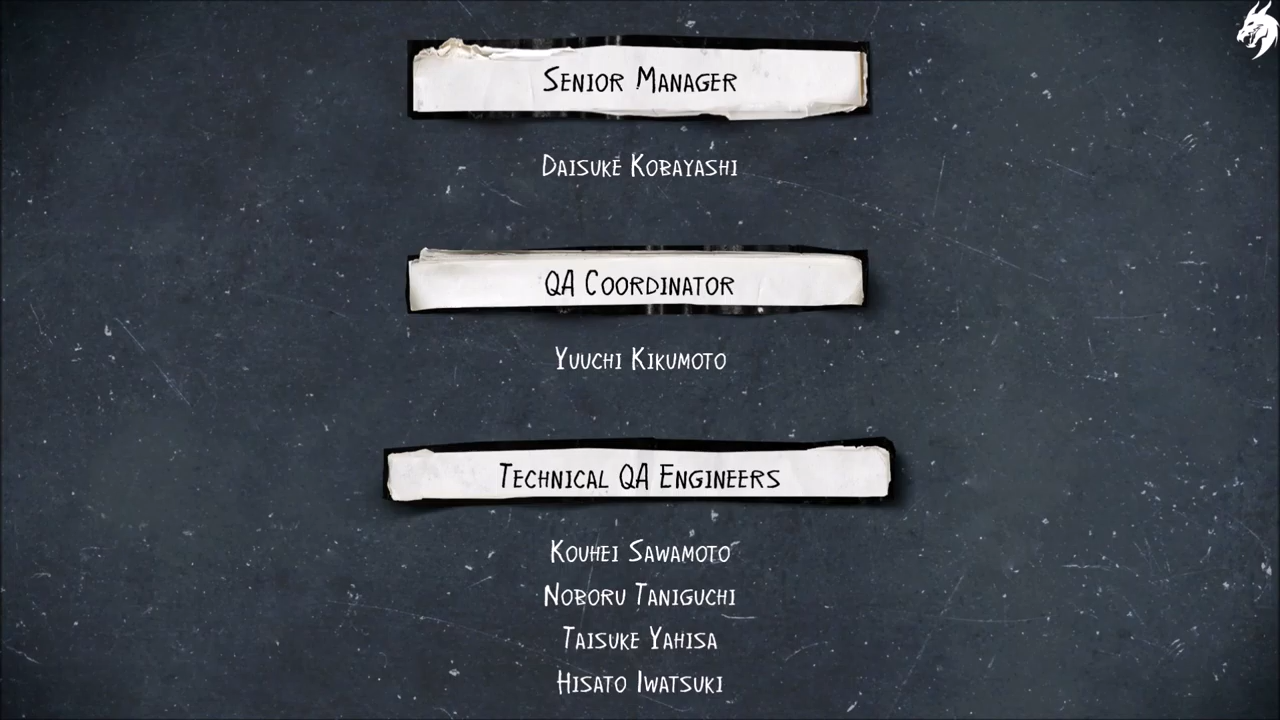 Senior Manager
Daisuke Kobayashi
QA Coordinator
Yuuchi Kikumoto
Technical QA Engineers
Kouhei Sawamoto
Noboru Taniguchi
Taisuke Yahisa
Hisato Iwatsuki